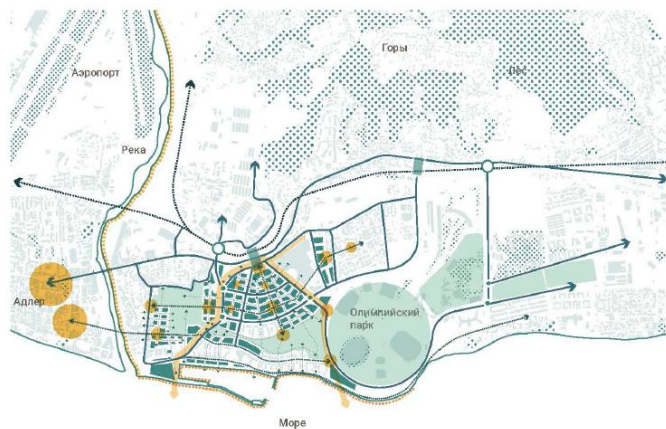 Горы
Лес
Аэропорт
Река
Адлер
Олимпийский
парк
Море